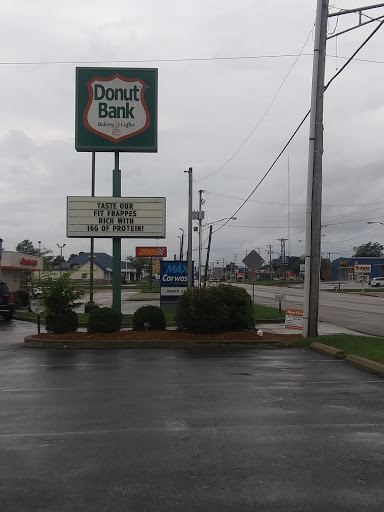 Donut
Bank
Bakery & Coffee
TASTE OUR
FIT FRAPPES
RICH WITH
16G OF PROTEIN!
MAX
Carwash